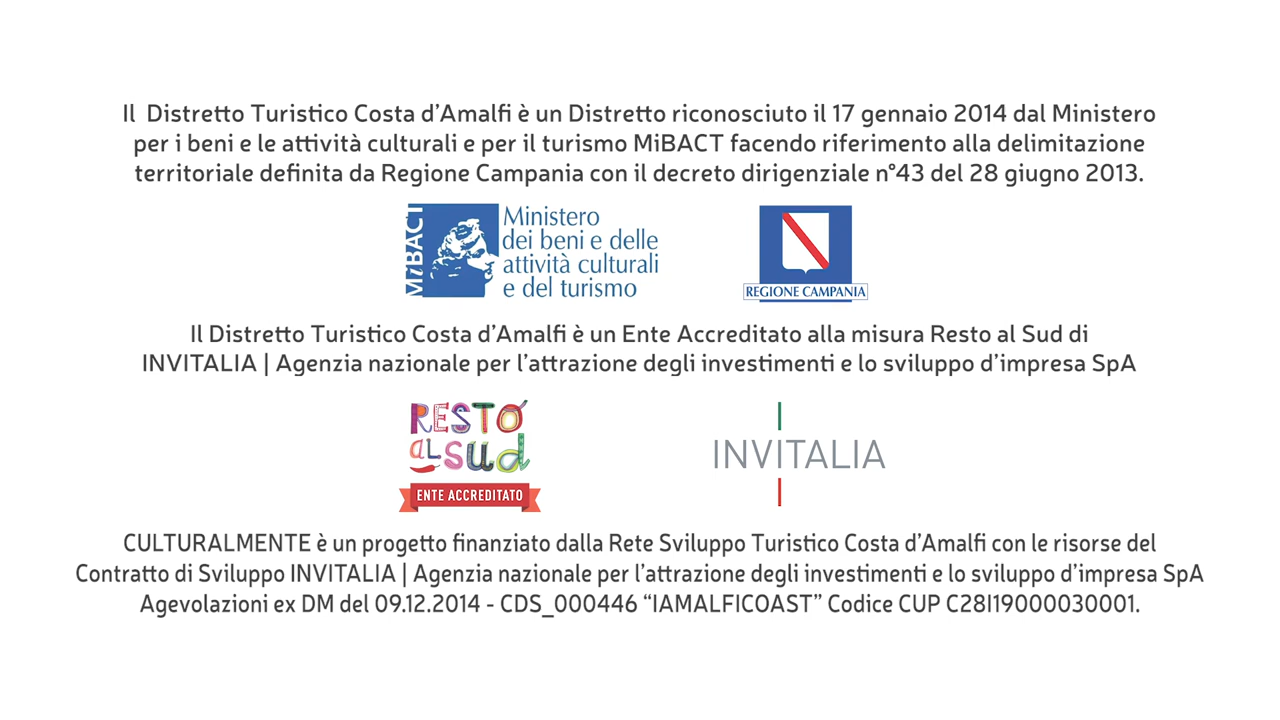 Il Distretto Turistico Costa d'Amalfi è un Distretto riconosciuto il 17 gennaio 2014 dal Ministero
per i beni e le attività culturali e per il turismo MiBACT facendo riferimento alla delimitazione
territoriale definita da Regione Campania con il decreto dirigenziale n°43 del 28 giugno 2013.
MiBACT
Ministero
dei beni e delle
attività culturali
e del turismo
REGIONE CAMPANIA
Il Distretto Turistico Costa d'Amalfi è un Ente Accreditato alla misura Resto al Sud di
INVITALIA | Agenzia nazionale per l'attrazione degli investimenti e lo sviluppo d'impresa SpA
RESTO
al SUd
ENTE ACCREDITATO
INVITALIA
CULTURALMENTE è un progetto finanziato dalla Rete Sviluppo Turistico Costa d'Amalfi con le risorse del
Contratto di Sviluppo INVITALIA | Agenzia nazionale per l'attrazione degli investimenti e lo sviluppo d'impresa SpA
Agevolazioni ex DM del 09.12.2014 - CDS_000446 “IAMALFICOAST” Codice CUP C28I19000030001.